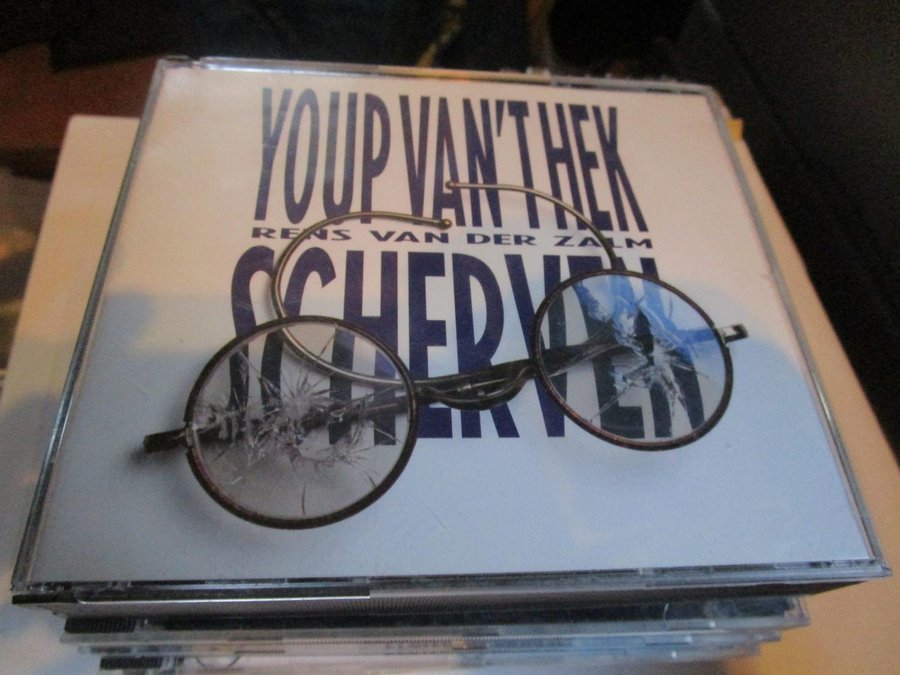 YOUP VAN'T HEK
RENS VAN DER ZALM
SCHERVEN